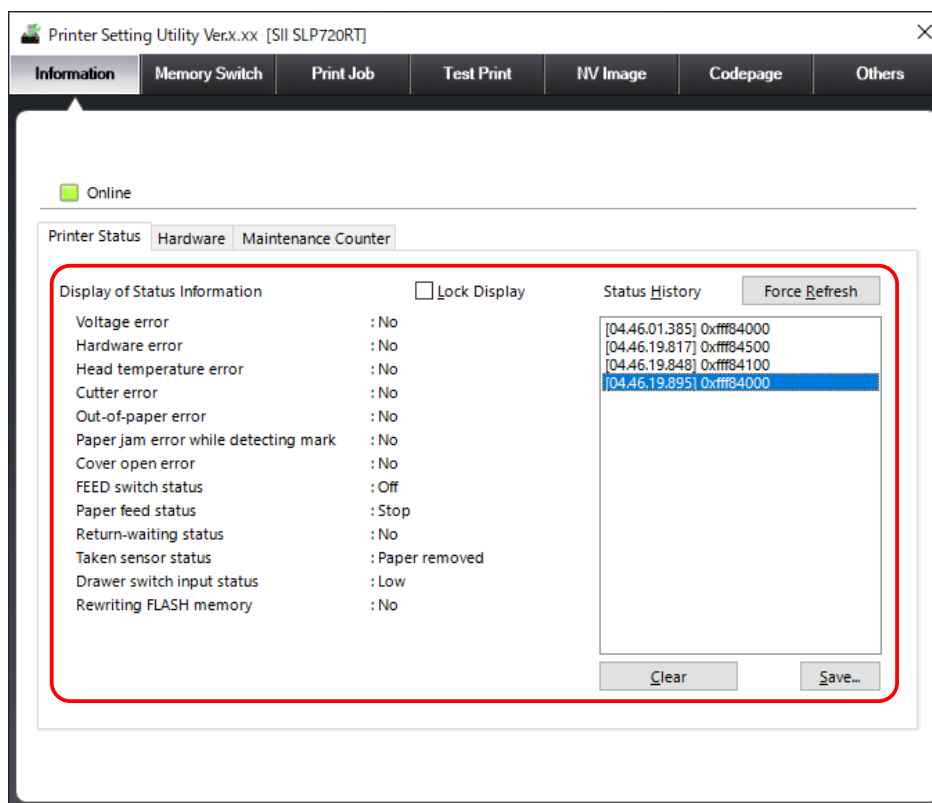 Printer Setting Utility Ver.x.xx [SII SLP720RT]
Information Memory Switch Print Job Test Print NV Image Codepage Others
Online
Printer Status Hardware Maintenance Counter
Display of Status Information Lock Display Status History Force Refresh
Voltage error : No
Hardware error : No
Head temperature error : No
Cutter error : No
Out-of-paper error : No
Paper jam error while detecting mark : No
Cover open error : No
FEED switch status : Off
Paper feed status : Stop
Return-waiting status : No
Taken sensor status : Paper removed
Drawer switch input status : Low
Rewriting FLASH memory : No
[04.46.01.385] 0xfff84000
[04.46.19.817] 0xfff84500
[04.46.19.848] 0xfff84100
[04.46.19.895] 0xfff84000
Clear Save...